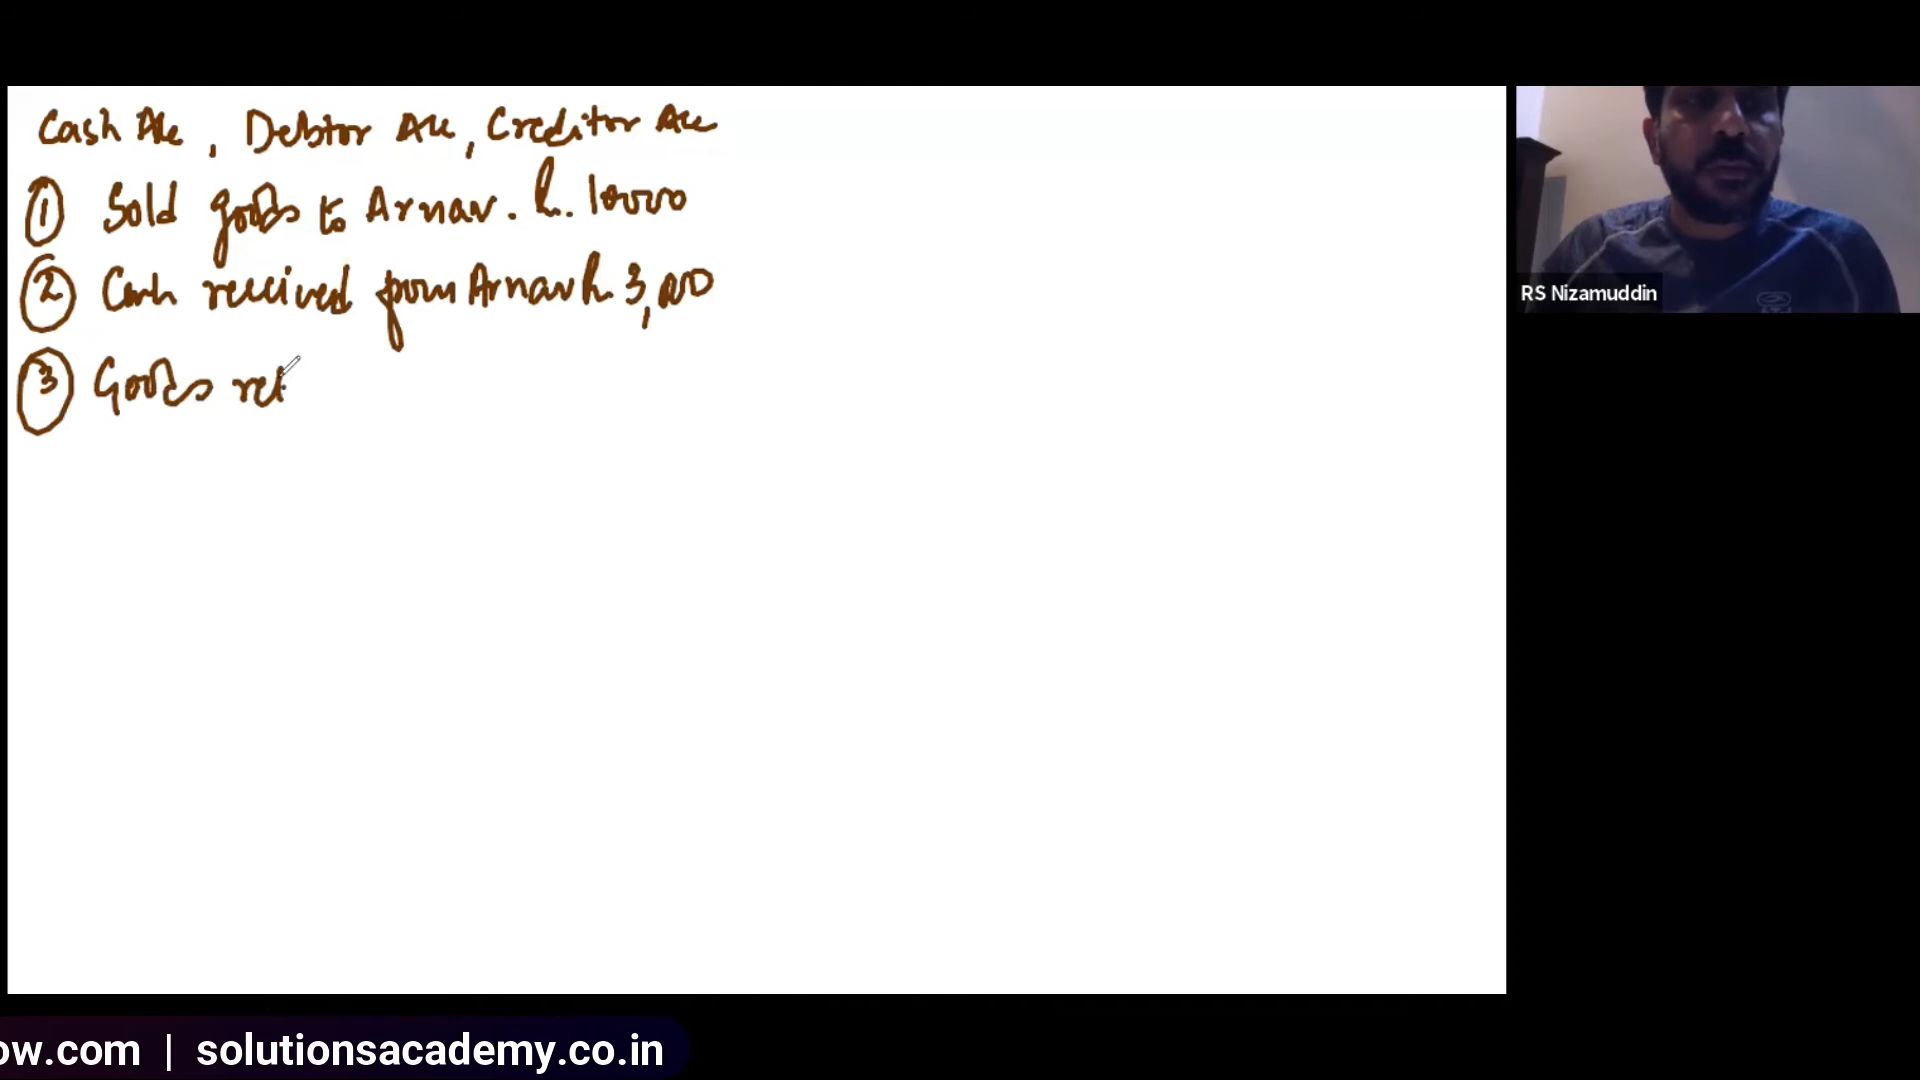 Cash A/c, Debtor A/c, Creditor A/c
① Sold goods to Arnav. Rs. 10000
② Cash received from Arnav Rs. 3,000
③ Goods ret
RS Nizamuddin
ow.com | solutionsacademy.co.in